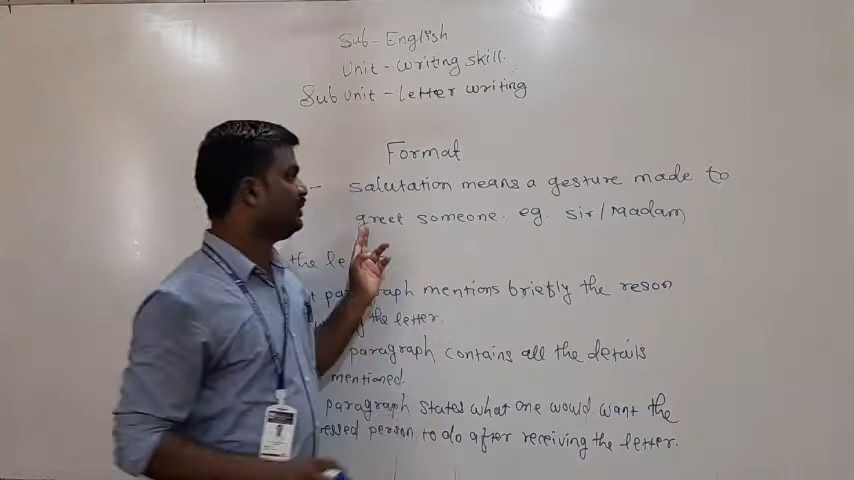 Sub - English
Unit - Writing skill.
Sub Unit - Letter writing
Format
- Salutation means a gesture made to
greet someone. eg. Sir/Madam
the
paragraph mentions briefly the reson
the letter.
paragraph contains all the details
mentioned.
paragraph states what one would want the
person to do after receiving the letter.